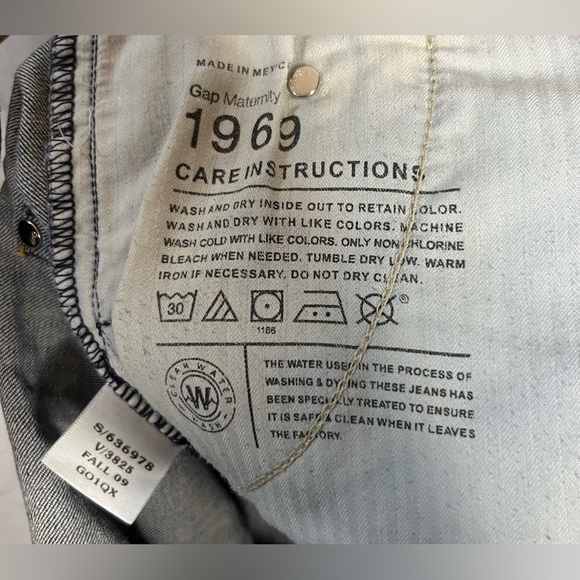 MADE IN MEXIC
Gap Maternity
1969
CARE INSTRUCTIONS
WASH AND DRY INSIDE OUT TO RETAIN COLOR.
WASH AND DRY WITH LIKE COLORS. MACHINE
WASH COLD WITH LIKE COLORS. ONLY NON-CHLORINE
BLEACH WHEN NEEDED. TUMBLE DRY LOW. WARM
IRON IF NECESSARY. DO NOT DRY CLEAN.
30
®
1186
CLEAN WATER
W
WASH
THE WATER USED IN THE PROCESS OF
WASHING & DYING THESE JEANS HAS
BEEN SPECIALLY TREATED TO ENSURE
IT IS SAFE & CLEAN WHEN IT LEAVES
THE FACTORY.
S/636978
V/3825
FALL 09
GO1QX